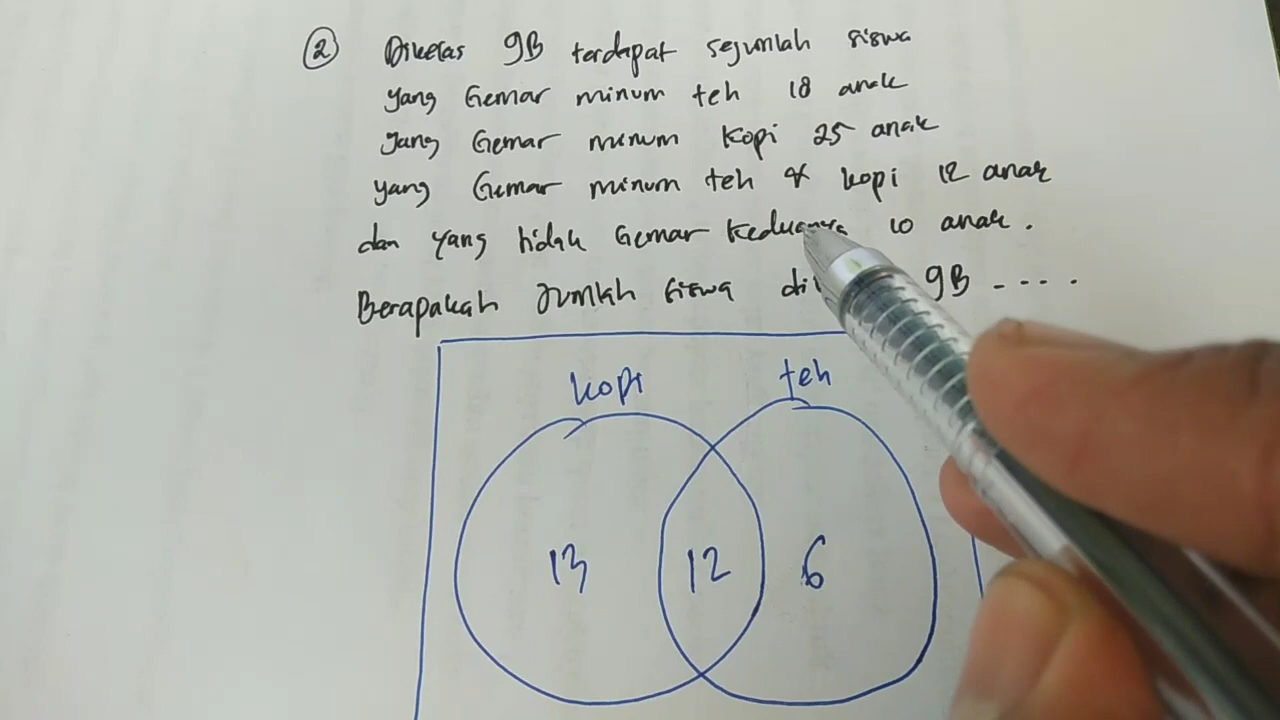 2 Dikelas 9B terdapat sejumlah siswa
yang Gemar minum teh 18 anak
yang Gemar minum kopi 25 anak
yang Gemar minum teh & kopi 12 anak
dan yang tidak Gemar keduanya 10 anak.
Berapakah Jumlah siswa 9B ....
kopi teh
13 12 6